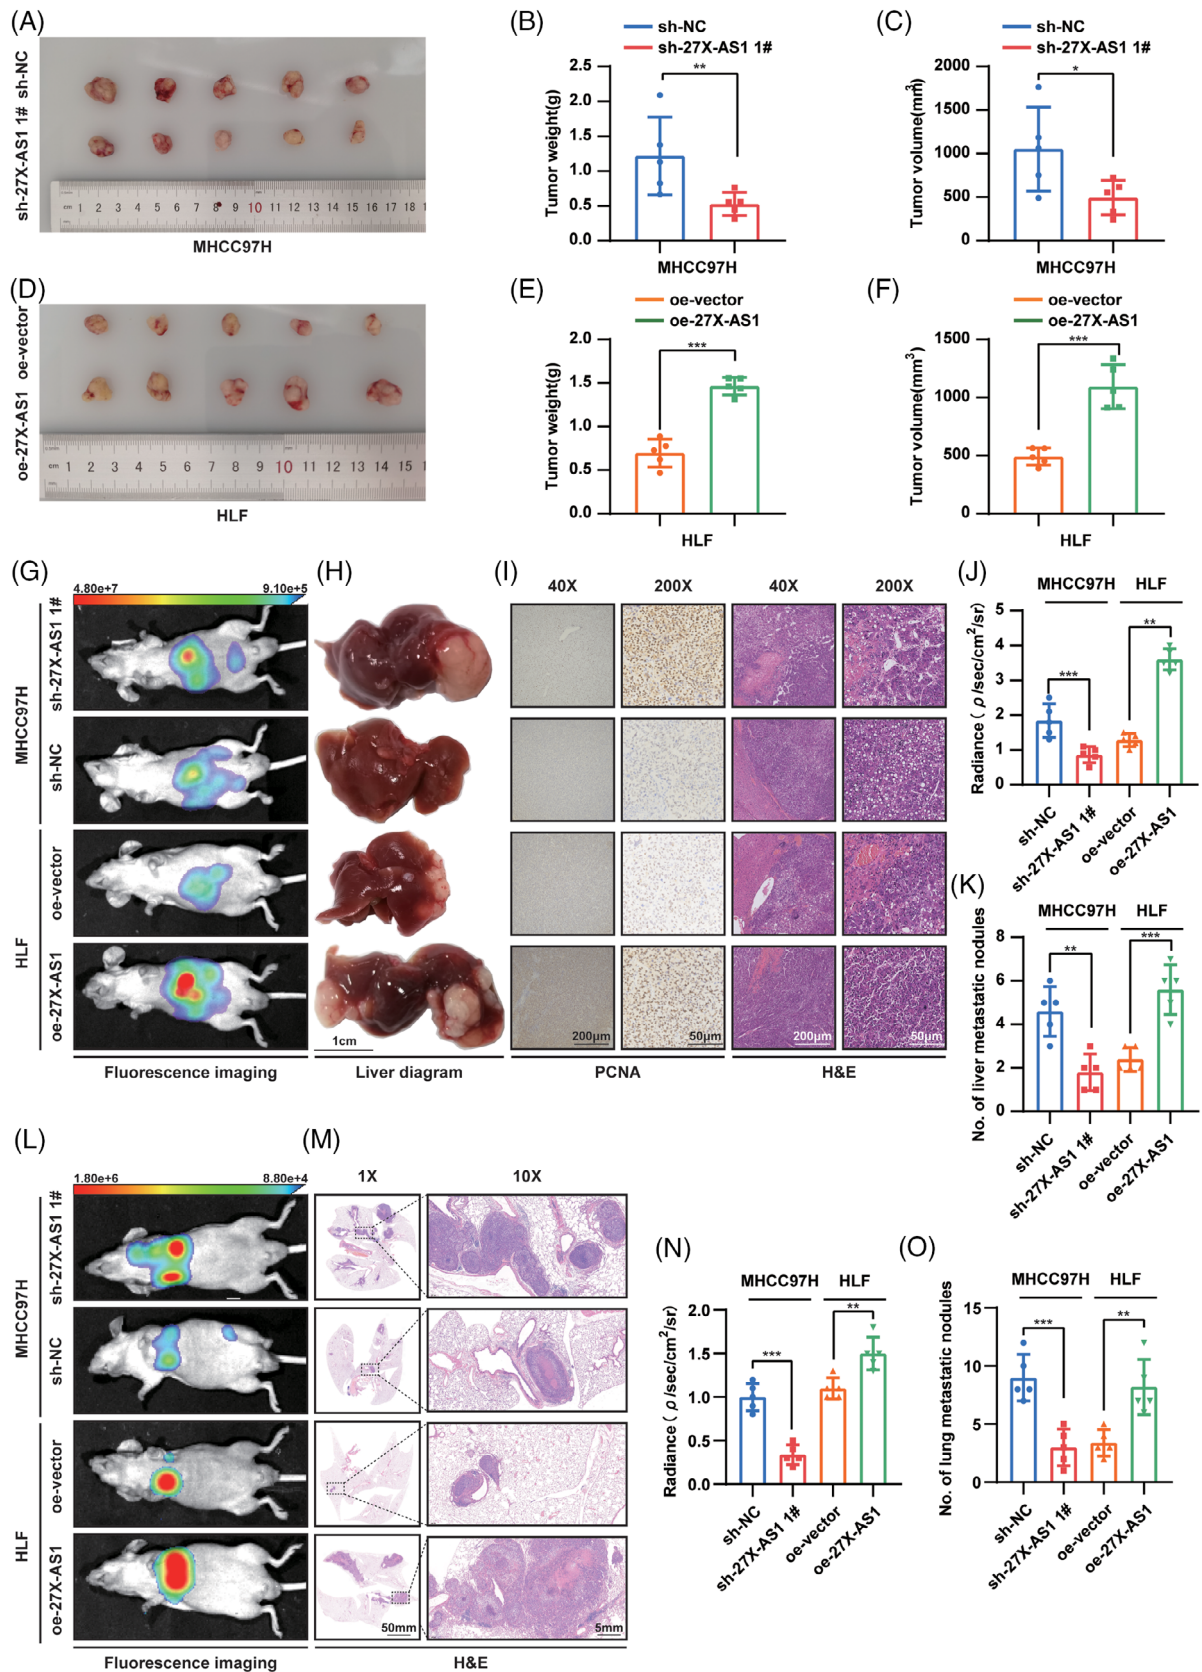 (A)
sh-NC
sh-27X-AS1 1#
cm 1 2 3 4 5 6 7 8 9 10 11 12 13 14 15 16 17 18
MHCC97H
(B)
sh-NC
sh-27X-AS1 1#
Tumor weight(g)
2.5
2.0
1.5
1.0
0.5
0.0
**
MHCC97H
(C)
sh-NC
sh-27X-AS1 1#
Tumor volume(mm³)
2000
1500
1000
500
0
*
MHCC97H
(D)
oe-vector
oe-27X-AS1
cm 1 2 3 4 5 6 7 8 9 10 11 12 13 14 15
HLF
(E)
oe-vector
oe-27X-AS1
Tumor weight(g)
2.0
1.5
1.0
0.5
0.0
***
HLF
(F)
oe-vector
oe-27X-AS1
Tumor volume(mm³)
1500
1000
500
0
***
HLF
(G)
4.80e+7 9.10e+5
MHCC97H
sh-27X-AS1 1#
sh-NC
HLF
oe-vector
oe-27X-AS1
Fluorescence imaging
(H)
1cm
Liver diagram
(I)
40X 200X 40X 200X
200μm 50μm 200μm 50μm
PCNA H&E
(J)
MHCC97H HLF
Radiance ( ρ/sec/cm²/sr)
5
4
3
2
1
0
*** **
sh-NC
sh-27X-AS1 1#
oe-vector
oe-27X-AS1
(K)
MHCC97H HLF
No. of liver metastatic nodules
8
6
4
2
0
** ***
sh-NC
sh-27X-AS1 1#
oe-vector
oe-27X-AS1
(L)
1.80e+6 8.80e+4
MHCC97H
sh-27X-AS1 1#
sh-NC
HLF
oe-vector
oe-27X-AS1
Fluorescence imaging
(M)
1X 10X
50mm 5mm
H&E
(N)
MHCC97H HLF
Radiance ( ρ/sec/cm²/sr)
2.0
1.5
1.0
0.5
0.0
*** **
sh-NC
sh-27X-AS1 1#
oe-vector
oe-27X-AS1
(O)
MHCC97H HLF
No. of lung metastatic nodules
15
10
5
0
*** **
sh-NC
sh-27X-AS1 1#
oe-vector
oe-27X-AS1